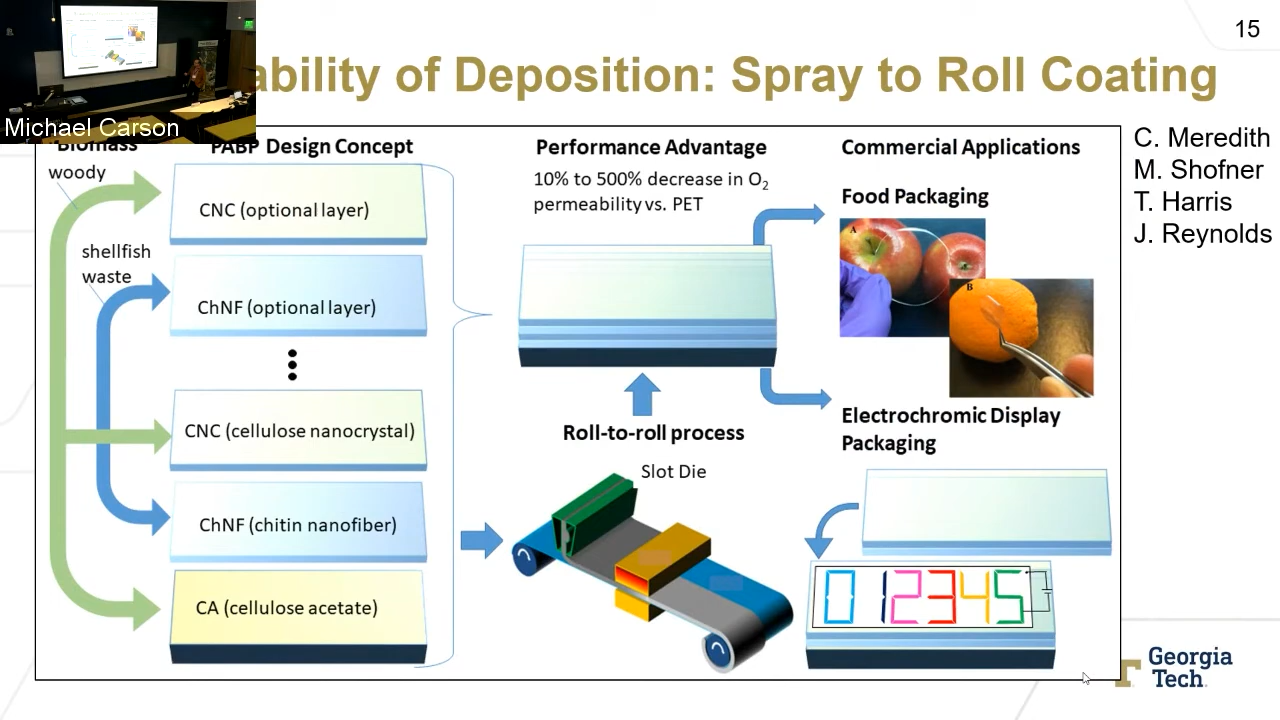 15
ability of Deposition: Spray to Roll Coating
Michael Carson
C. Meredith
M. Shofner
T. Harris
J. Reynolds
Biomass
PABP Design Concept
Performance Advantage
Commercial Applications
woody
10% to 500% decrease in O2
permeability vs. PET
CNC (optional layer)
Food Packaging
A
B
shellfish
waste
ChNF (optional layer)
Electrochromic Display
Packaging
CNC (cellulose nanocrystal)
Roll-to-roll process
Slot Die
ChNF (chitin nanofiber)
CA (cellulose acetate)
0 1 2 3 4 5
Georgia
Tech